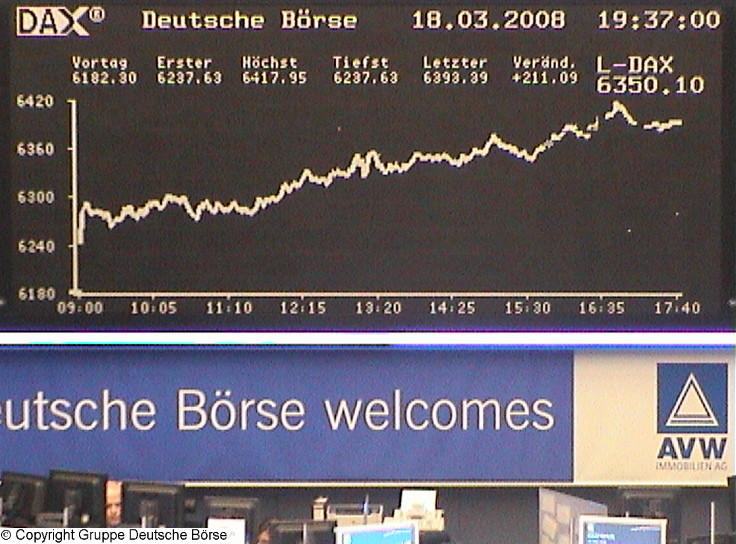 DAX® Deutsche Börse 18.03.2008 19:37:00
Vortag Erster Höchst Tiefst Letzter Veränd. L-DAX
6182.30 6237.63 6417.95 6237.63 6393.39 +211.09 6350.10
6420
6360
6300
6240
6180
09:00 10:05 11:10 12:15 13:20 14:25 15:30 16:35 17:40
eutsche Börse welcomes
AVW
IMMOBILIEN AG
© Copyright Gruppe Deutsche Börse